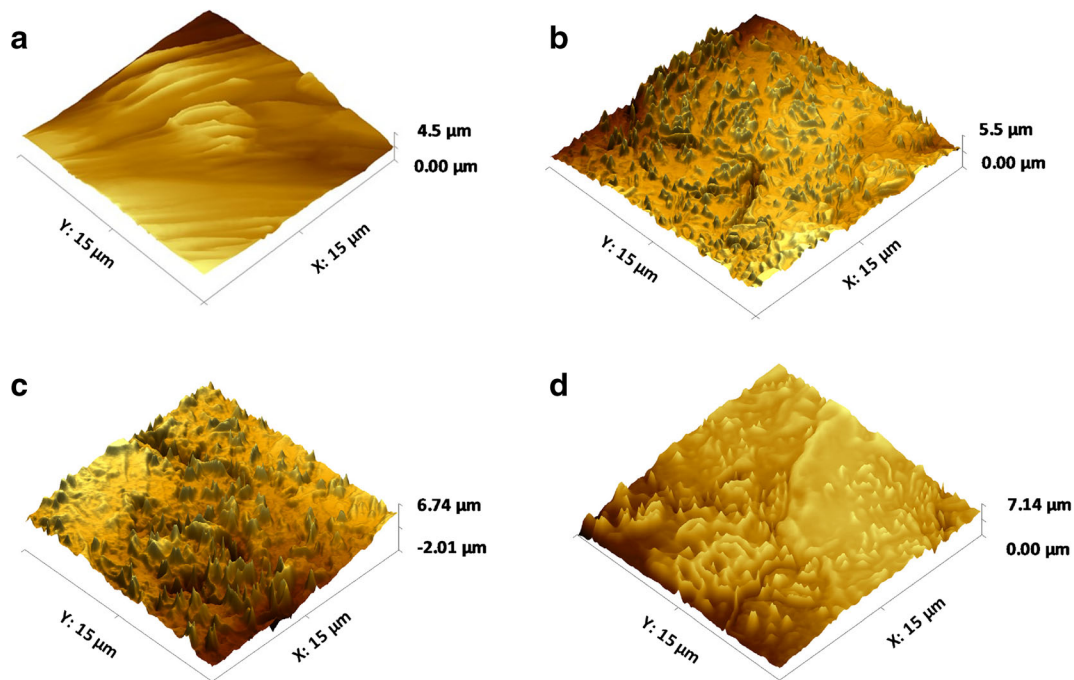 a
4.5 µm
0.00 µm
Y: 15 µm
X: 15 µm
b
5.5 µm
0.00 µm
Y: 15 µm
X: 15 µm
c
6.74 µm
-2.01 µm
Y: 15 µm
X: 15 µm
d
7.14 µm
0.00 µm
Y: 15 µm
X: 15 µm